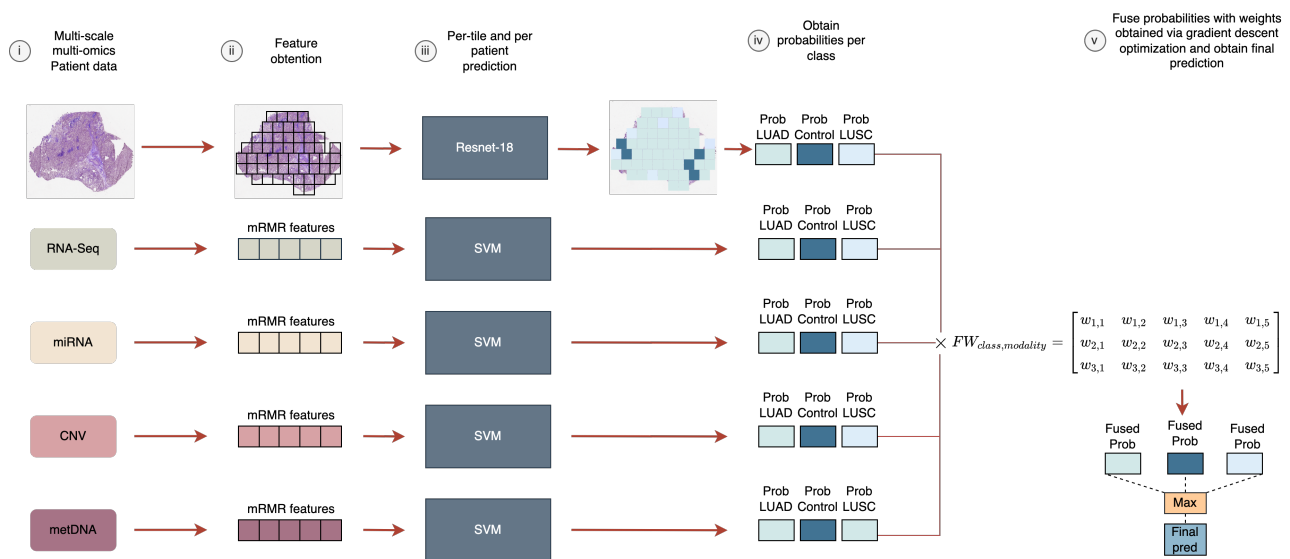 i
Multi-scale
multi-omics
Patient data
ii
Feature
obtention
iii
Per-tile and per
patient
prediction
iv
Obtain
probabilities per
class
v
Fuse probabilities with weights
obtained via gradient descent
optimization and obtain final
prediction
Resnet-18
Prob Prob Prob
LUAD Control LUSC
RNA-Seq
mRMR features
SVM
Prob Prob Prob
LUAD Control LUSC
miRNA
mRMR features
SVM
Prob Prob Prob
LUAD Control LUSC
× FW_{class,modality} =
w_{1,1} w_{1,2} w_{1,3} w_{1,4} w_{1,5}
w_{2,1} w_{2,2} w_{2,3} w_{2,4} w_{2,5}
w_{3,1} w_{3,2} w_{3,3} w_{3,4} w_{3,5}
CNV
mRMR features
SVM
Prob Prob Prob
LUAD Control LUSC
Fused Fused Fused
Prob Prob Prob
Max
Final
pred
metDNA
mRMR features
SVM
Prob Prob Prob
LUAD Control LUSC